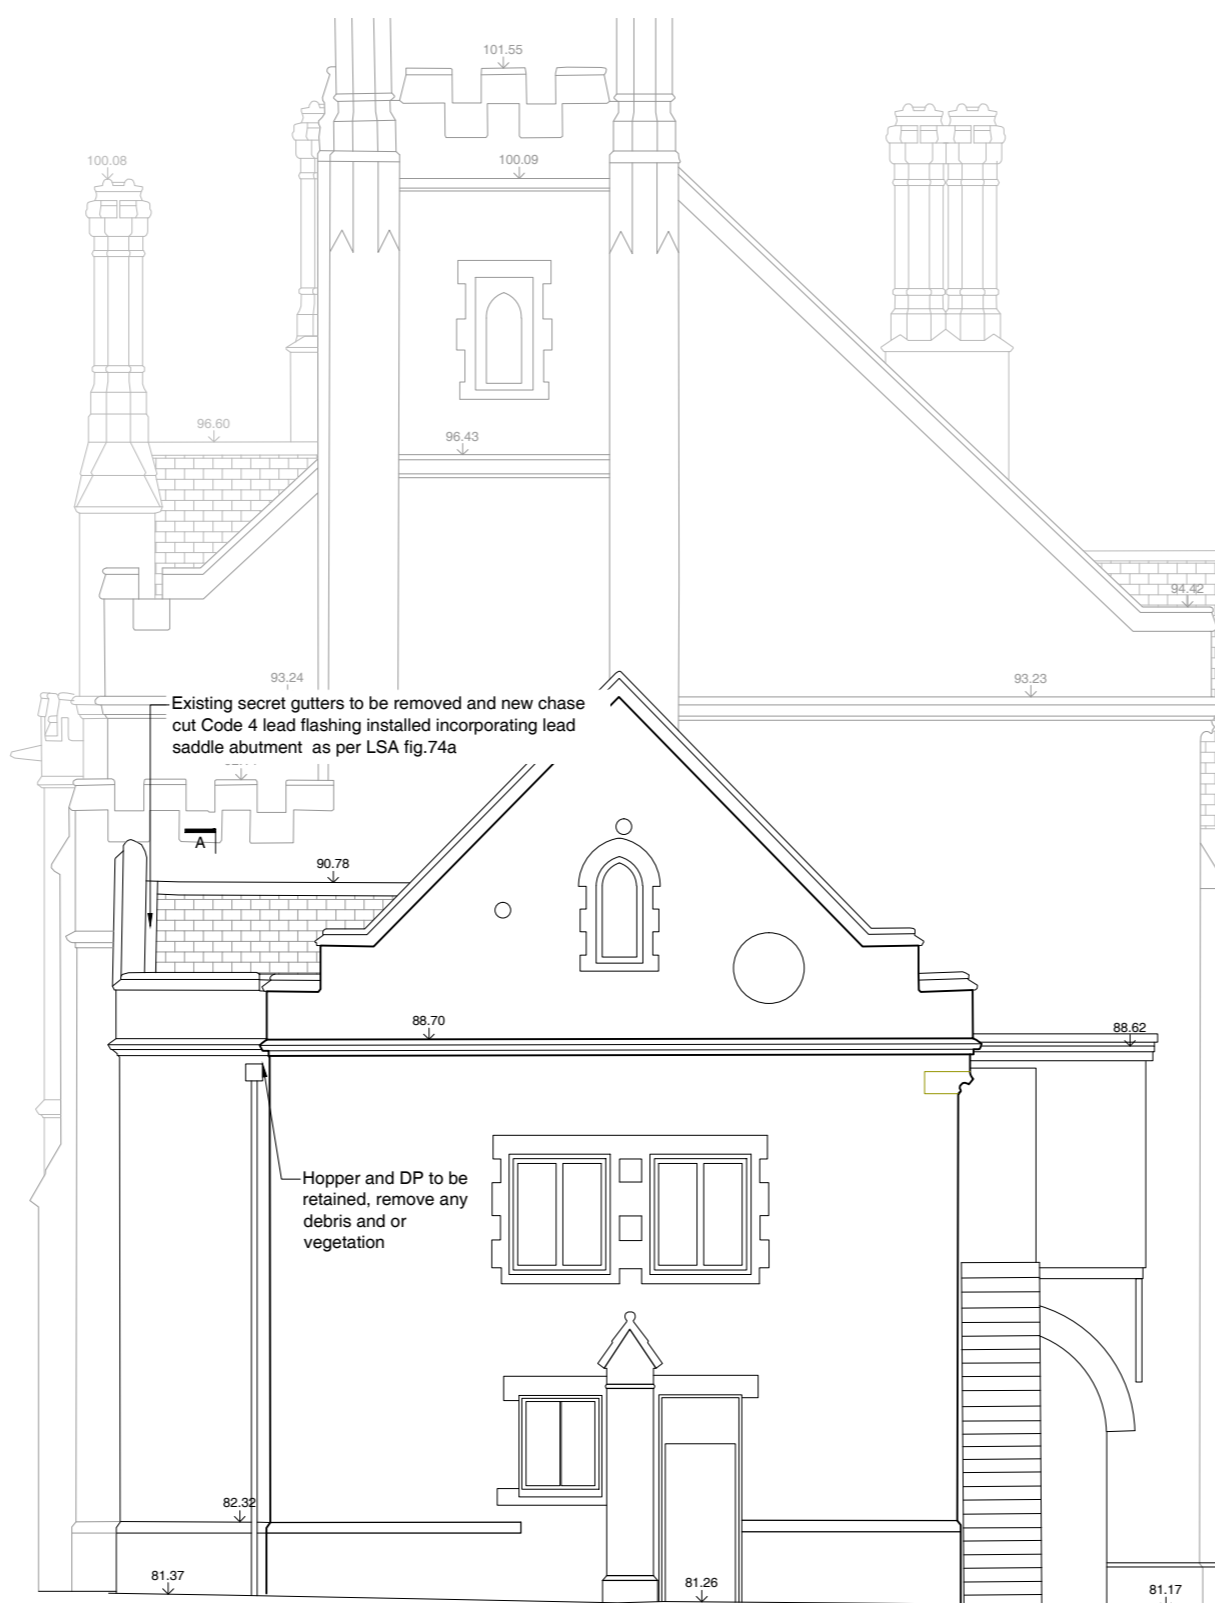 101.55
100.08
100.09
96.60
96.43
94.42
93.24
93.23
Existing secret gutters to be removed and new chase
cut Code 4 lead flashing installed incorporating lead
saddle abutment as per LSA fig.74a
A
90.78
88.70
88.62
Hopper and DP to be
retained, remove any
debris and or
vegetation
82.32
81.37
81.26
81.17